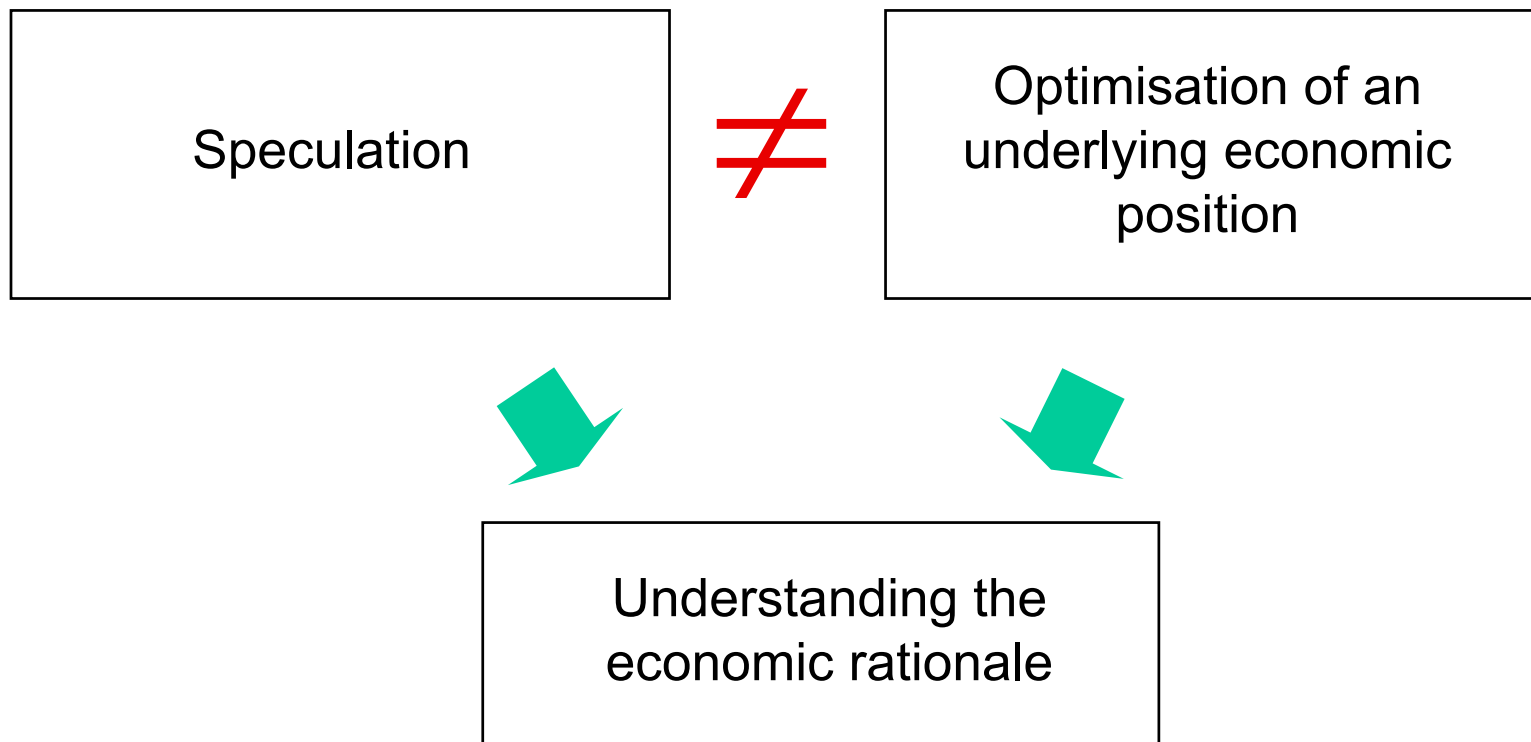 Speculation
≠
Optimisation of an
underlying economic
position
Understanding the
economic rationale